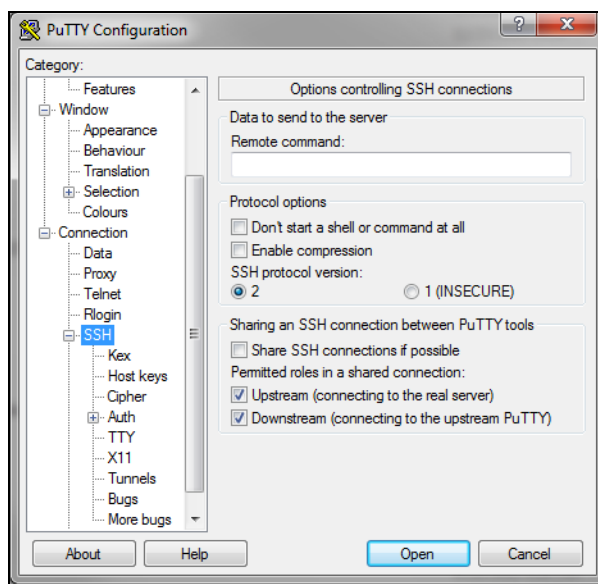 PuTTY Configuration
Category:
Features
Window
Appearance
Behaviour
Translation
Selection
Colours
Connection
Data
Proxy
Telnet
Rlogin
SSH
Kex
Host keys
Cipher
Auth
TTY
X11
Tunnels
Bugs
More bugs
Options controlling SSH connections
Data to send to the server
Remote command:
Protocol options
Don't start a shell or command at all
Enable compression
SSH protocol version:
2 1 (INSECURE)
Sharing an SSH connection between PuTTY tools
Share SSH connections if possible
Permitted roles in a shared connection:
Upstream (connecting to the real server)
Downstream (connecting to the upstream PuTTY)
About Help Open Cancel